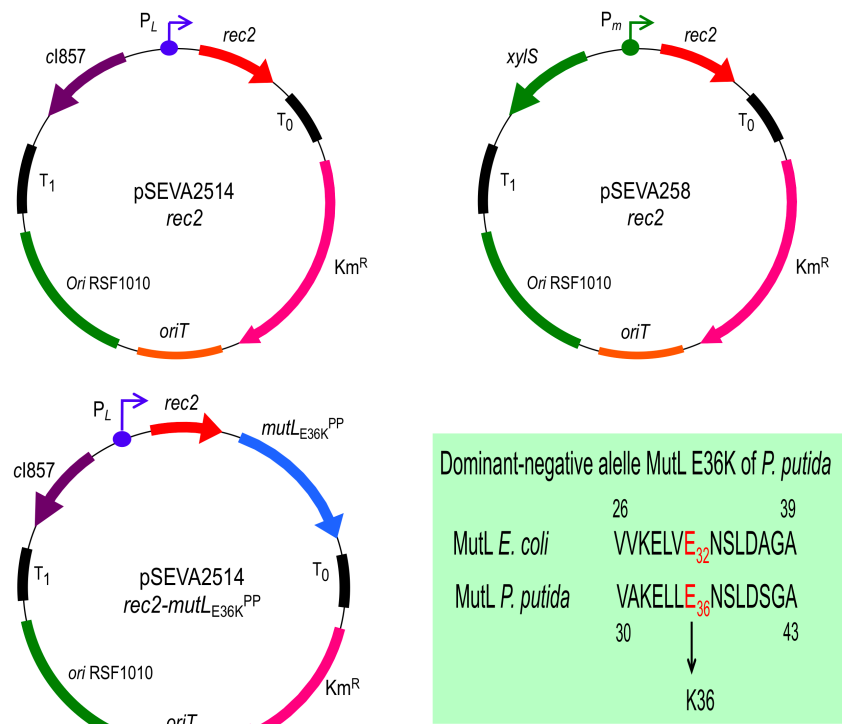 P_L
rec2
cI857
T0
T1
pSEVA2514
rec2
KmR
Ori RSF1010
oriT
Pm
rec2
xylS
T0
T1
pSEVA258
rec2
KmR
Ori RSF1010
oriT
PL
rec2
mutLE36KPP
cI857
T1
T0
pSEVA2514
rec2-mutLE36KPP
ori RSF1010
KmR
oriT
Dominant-negative alelle MutL E36K of P. putida
26 39
MutL E. coli VVKELVE32NSLDAGA
MutL P. putida VAKELLE36NSLDSGA
30 43
K36